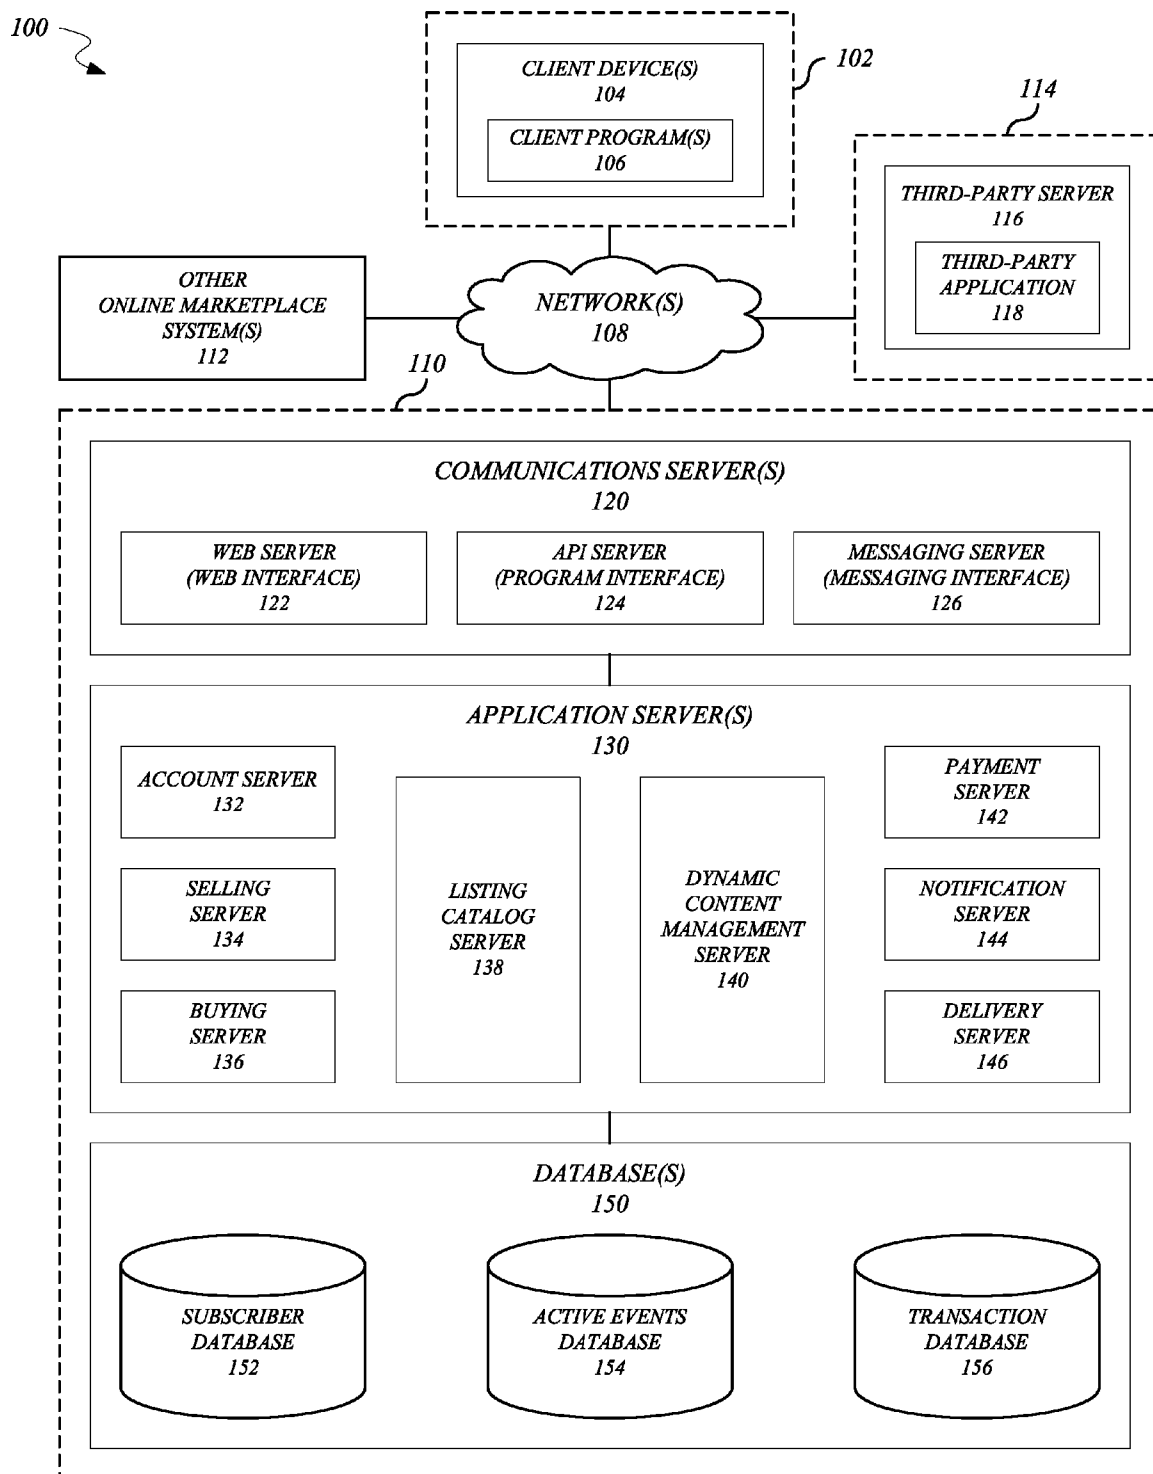 100
CLIENT DEVICE(S)
104
CLIENT PROGRAM(S)
106
102
114
THIRD-PARTY SERVER
116
THIRD-PARTY
APPLICATION
118
OTHER
ONLINE MARKETPLACE
SYSTEM(S)
112
NETWORK(S)
108
110
COMMUNICATIONS SERVER(S)
120
WEB SERVER
(WEB INTERFACE)
122
API SERVER
(PROGRAM INTERFACE)
124
MESSAGING SERVER
(MESSAGING INTERFACE)
126
APPLICATION SERVER(S)
130
ACCOUNT SERVER
132
SELLING
SERVER
134
BUYING
SERVER
136
LISTING
CATALOG
SERVER
138
DYNAMIC
CONTENT
MANAGEMENT
SERVER
140
PAYMENT
SERVER
142
NOTIFICATION
SERVER
144
DELIVERY
SERVER
146
DATABASE(S)
150
SUBSCRIBER
DATABASE
152
ACTIVE EVENTS
DATABASE
154
TRANSACTION
DATABASE
156